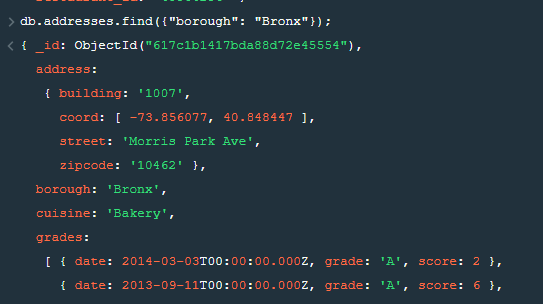 db.addresses.find({"borough": "Bronx"});
{ _id: ObjectId("617c1b1417bda88d72e45554"),
address:
{ building: '1007',
coord: [ -73.856077, 40.848447 ],
street: 'Morris Park Ave',
zipcode: '10462' },
borough: 'Bronx',
cuisine: 'Bakery',
grades:
[ { date: 2014-03-03T00:00:00.000Z, grade: 'A', score: 2 },
{ date: 2013-09-11T00:00:00.000Z, grade: 'A', score: 6 },